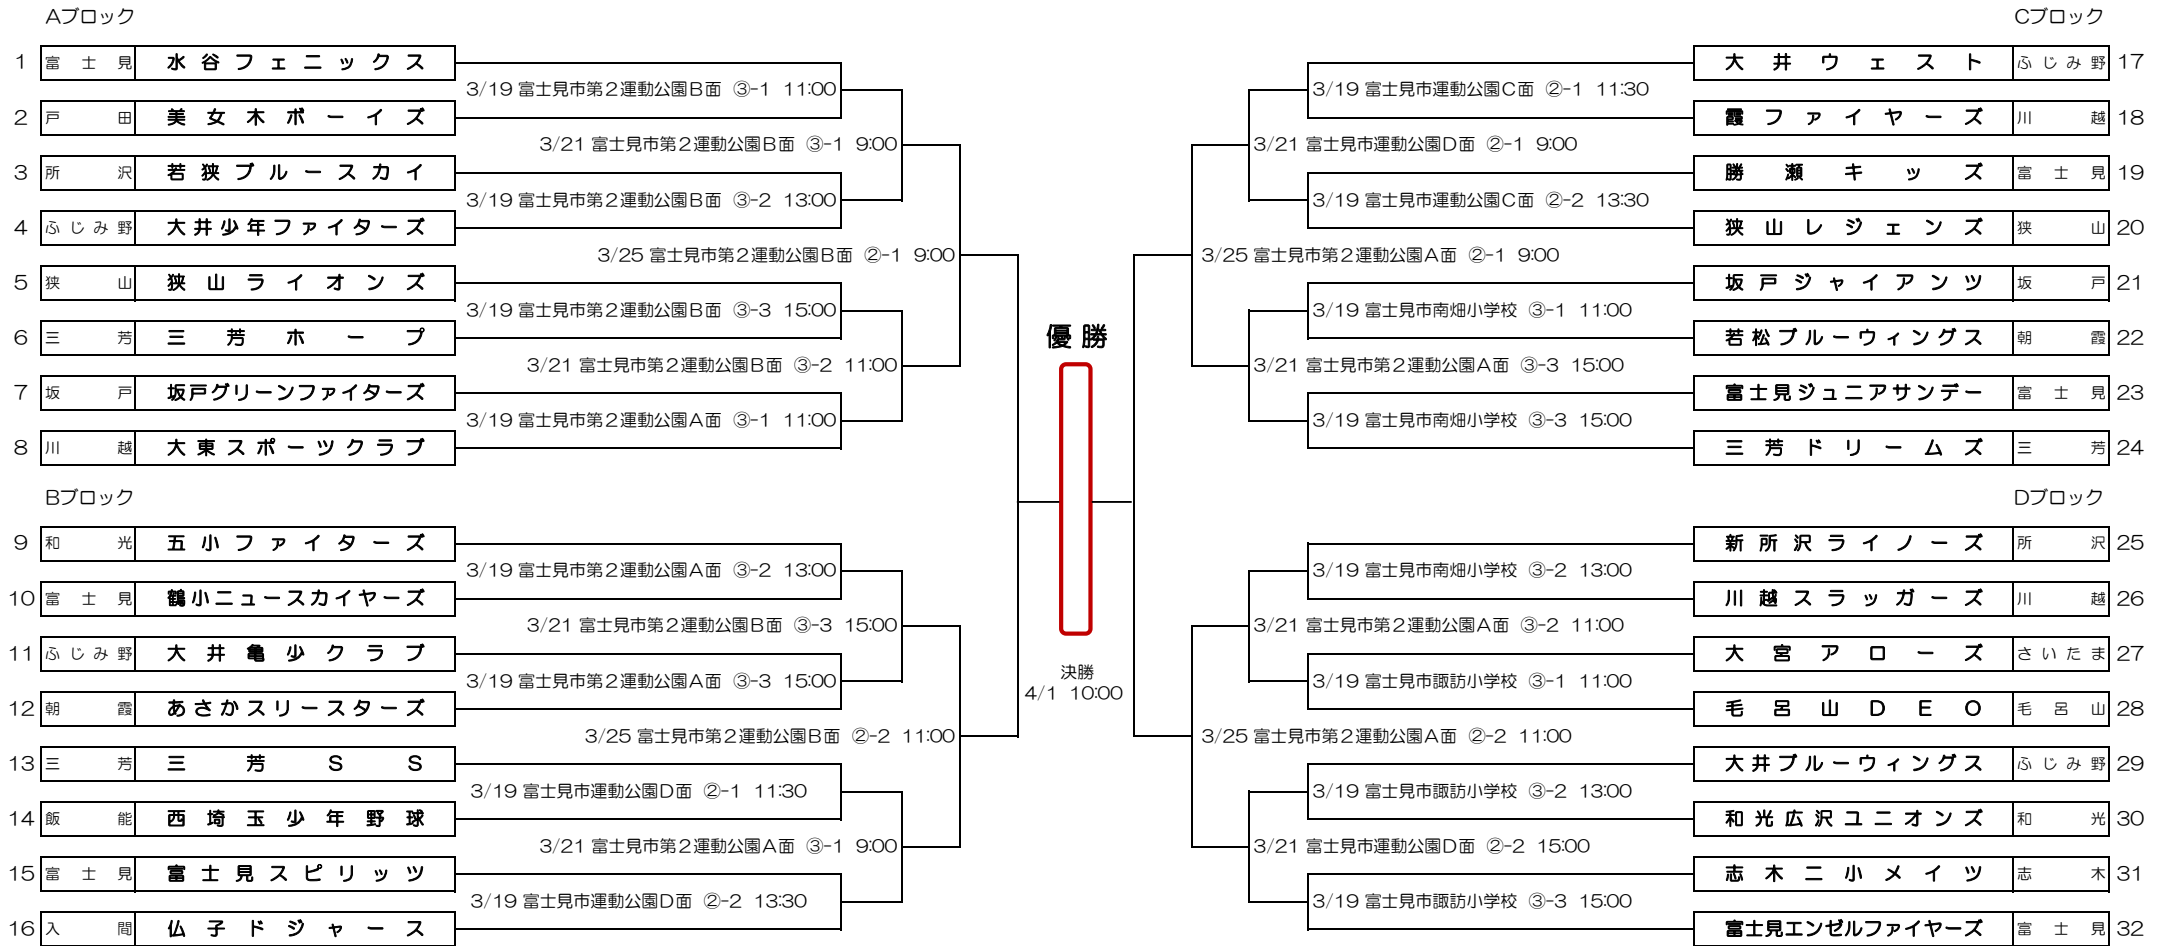 Aブロック
1 富士見 水谷フェニックス
3/19 富士見市第2運動公園B面 ③-1 11:00
2 戸田 美女木ボーイズ
3/21 富士見市第2運動公園B面 ③-1 9:00
3 所沢 若狭ブルースカイ
3/19 富士見市第2運動公園B面 ③-2 13:00
4 ふじみ野 大井少年ファイターズ
3/25 富士見市第2運動公園B面 ②-1 9:00
5 狭山 狭山ライオンズ
3/19 富士見市第2運動公園B面 ③-3 15:00
6 三芳 三芳ホープ
3/21 富士見市第2運動公園B面 ③-2 11:00
7 坂戸 坂戸グリーンファイターズ
3/19 富士見市第2運動公園A面 ③-1 11:00
8 川越 大東スポーツクラブ
Bブロック
9 和光 五小ファイターズ
3/19 富士見市第2運動公園A面 ③-2 13:00
10 富士見 鶴小ニュースカイヤーズ
3/21 富士見市第2運動公園B面 ③-3 15:00
11 ふじみ野 大井亀少クラブ
3/19 富士見市第2運動公園A面 ③-3 15:00
12 朝霞 あさかスリースターズ
3/25 富士見市第2運動公園B面 ②-2 11:00
13 三芳 三芳SS
3/19 富士見市運動公園D面 ②-1 11:30
14 飯能 西埼玉少年野球
3/21 富士見市第2運動公園A面 ③-1 9:00
15 富士見 富士見スピリッツ
3/19 富士見市運動公園D面 ②-2 13:30
16 入間 仏子ドジャース
優勝
決勝
4/1 10:00
Cブロック
大井ウェスト ふじみ野 17
3/19 富士見市運動公園C面 ②-1 11:30
霞ファイヤーズ 川越 18
3/21 富士見市運動公園D面 ②-1 9:00
勝瀬キッズ 富士見 19
3/19 富士見市運動公園C面 ②-2 13:30
狭山レジェンズ 狭山 20
3/25 富士見市第2運動公園A面 ②-1 9:00
坂戸ジャイアンツ 坂戸 21
3/19 富士見市南畑小学校 ③-1 11:00
若松ブルーウィングス 朝霞 22
3/21 富士見市第2運動公園A面 ③-3 15:00
富士見ジュニアサンデー 富士見 23
3/19 富士見市南畑小学校 ③-3 15:00
三芳ドリームズ 三芳 24
Dブロック
新所沢ライノーズ 所沢 25
3/19 富士見市南畑小学校 ③-2 13:00
川越スラッガーズ 川越 26
3/21 富士見市第2運動公園A面 ③-2 11:00
大宮アローズ さいたま 27
3/19 富士見市諏訪小学校 ③-1 11:00
毛呂山DEO 毛呂山 28
3/25 富士見市第2運動公園A面 ②-2 11:00
大井ブルーウィングス ふじみ野 29
3/19 富士見市諏訪小学校 ③-2 13:00
和光広沢ユニオンズ 和光 30
3/21 富士見市運動公園D面 ②-2 15:00
志木二小メイツ 志木 31
3/19 富士見市諏訪小学校 ③-3 15:00
富士見エンゼルファイヤーズ 富士見 32